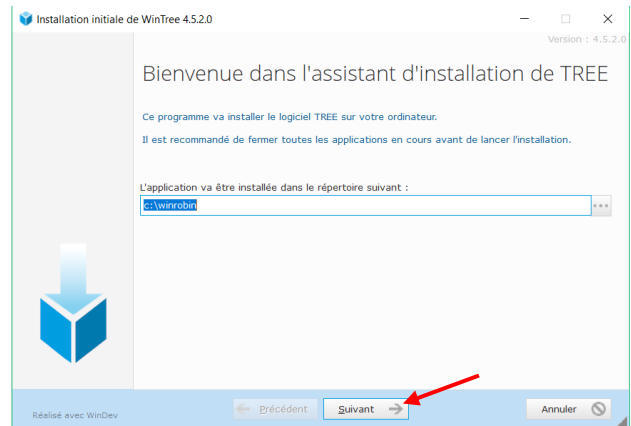 Installation initiale de WinTree 4.5.2.0
Version : 4.5.2.0
Bienvenue dans l'assistant d'installation de TREE
Ce programme va installer le logiciel TREE sur votre ordinateur.
Il est recommandé de fermer toutes les applications en cours avant de lancer l'installation.
L'application va être installée dans le répertoire suivant :
c:\winrobin
Réalisé avec WinDev
Précédent
Suivant
Annuler